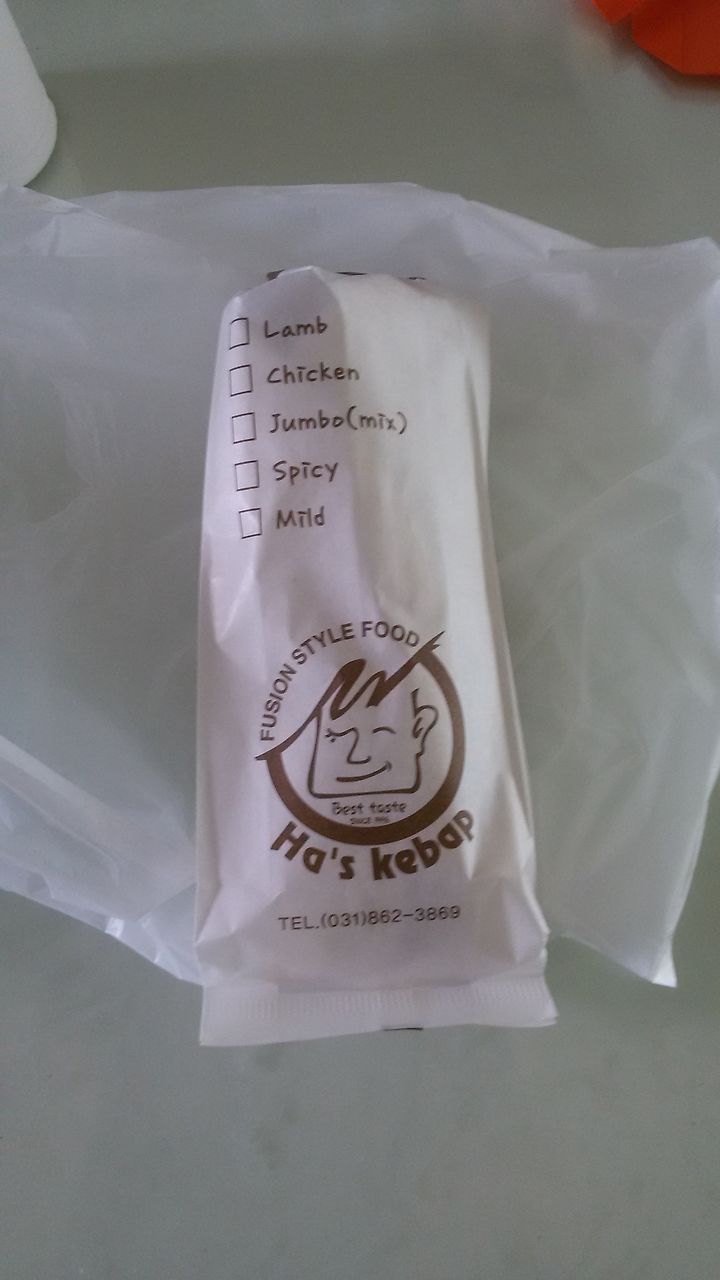 Lamb
Chicken
Jumbo(mix)
Spicy
Mild
FUSION STYLE FOOD
Best taste
Ha's kebap
TEL.(031)862-3869